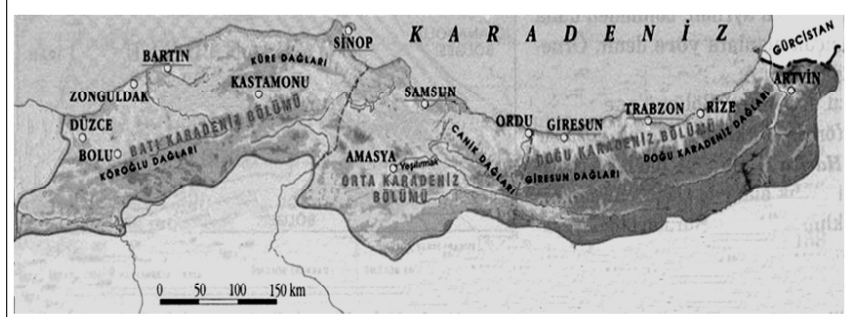 KARADENİZ
GÜRCİSTAN
SİNOP
BARTIN
KÜRE DAĞLARI
KASTAMONU
ZONGULDAK
SAMSUN
ARTVİN
RİZE
TRABZON
ORDU
GİRESUN
DÜZCE
BATI KARADENİZ BÖLÜMÜ
BOLU
KÖROĞLU DAĞLARI
AMASYA
Yeşilırmak
CANİK DAĞLARI
DOĞU KARADENİZ BÖLÜMÜ
DOĞU KARADENİZ DAĞLARI
GİRESUN DAĞLARI
ORTA KARADENİZ
BÖLÜMÜ
0 50 100 150 km